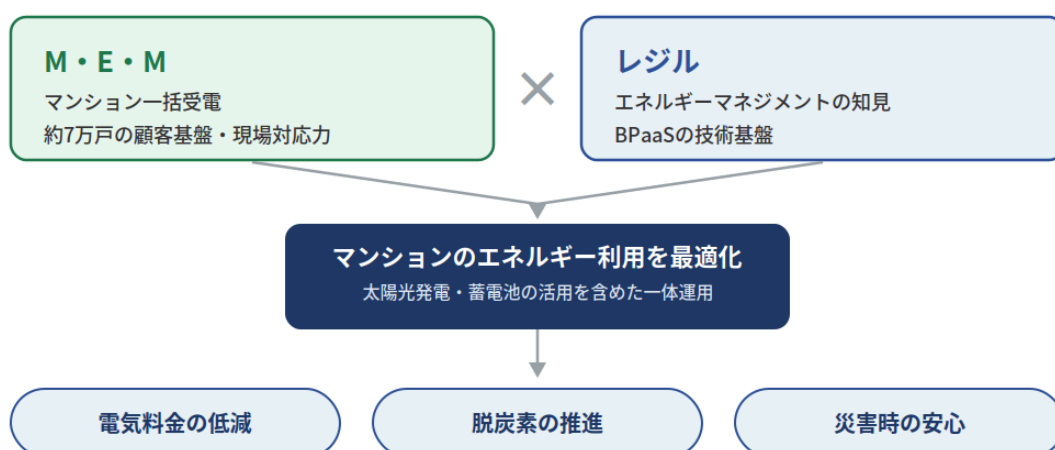 M・E・M
マンション一括受電
約7万戸の顧客基盤・現場対応力
×
レジル
エネルギーマネジメントの知見
BPaaSの技術基盤
マンションのエネルギー利用を最適化
太陽光発電・蓄電池の活用を含めた一体運用
電気料金の低減
脱炭素の推進
災害時の安心